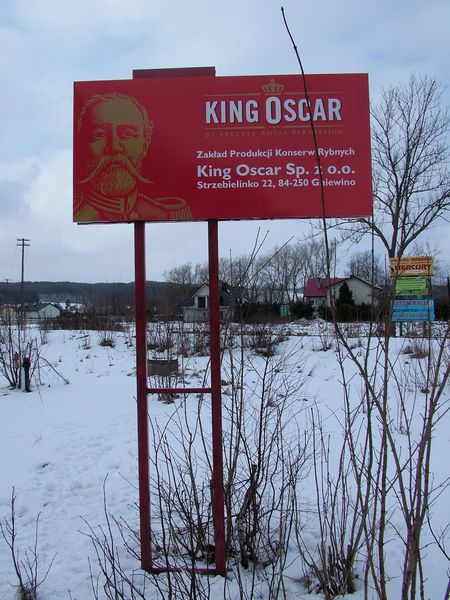 KING OSCAR
BY SPECIAL ROYAL PERMISSION
Zakład Produkcji Konserw Rybnych
King Oscar Sp. z o.o.
Strzebielinko 22, 84-250 Gniewino
MERCURY